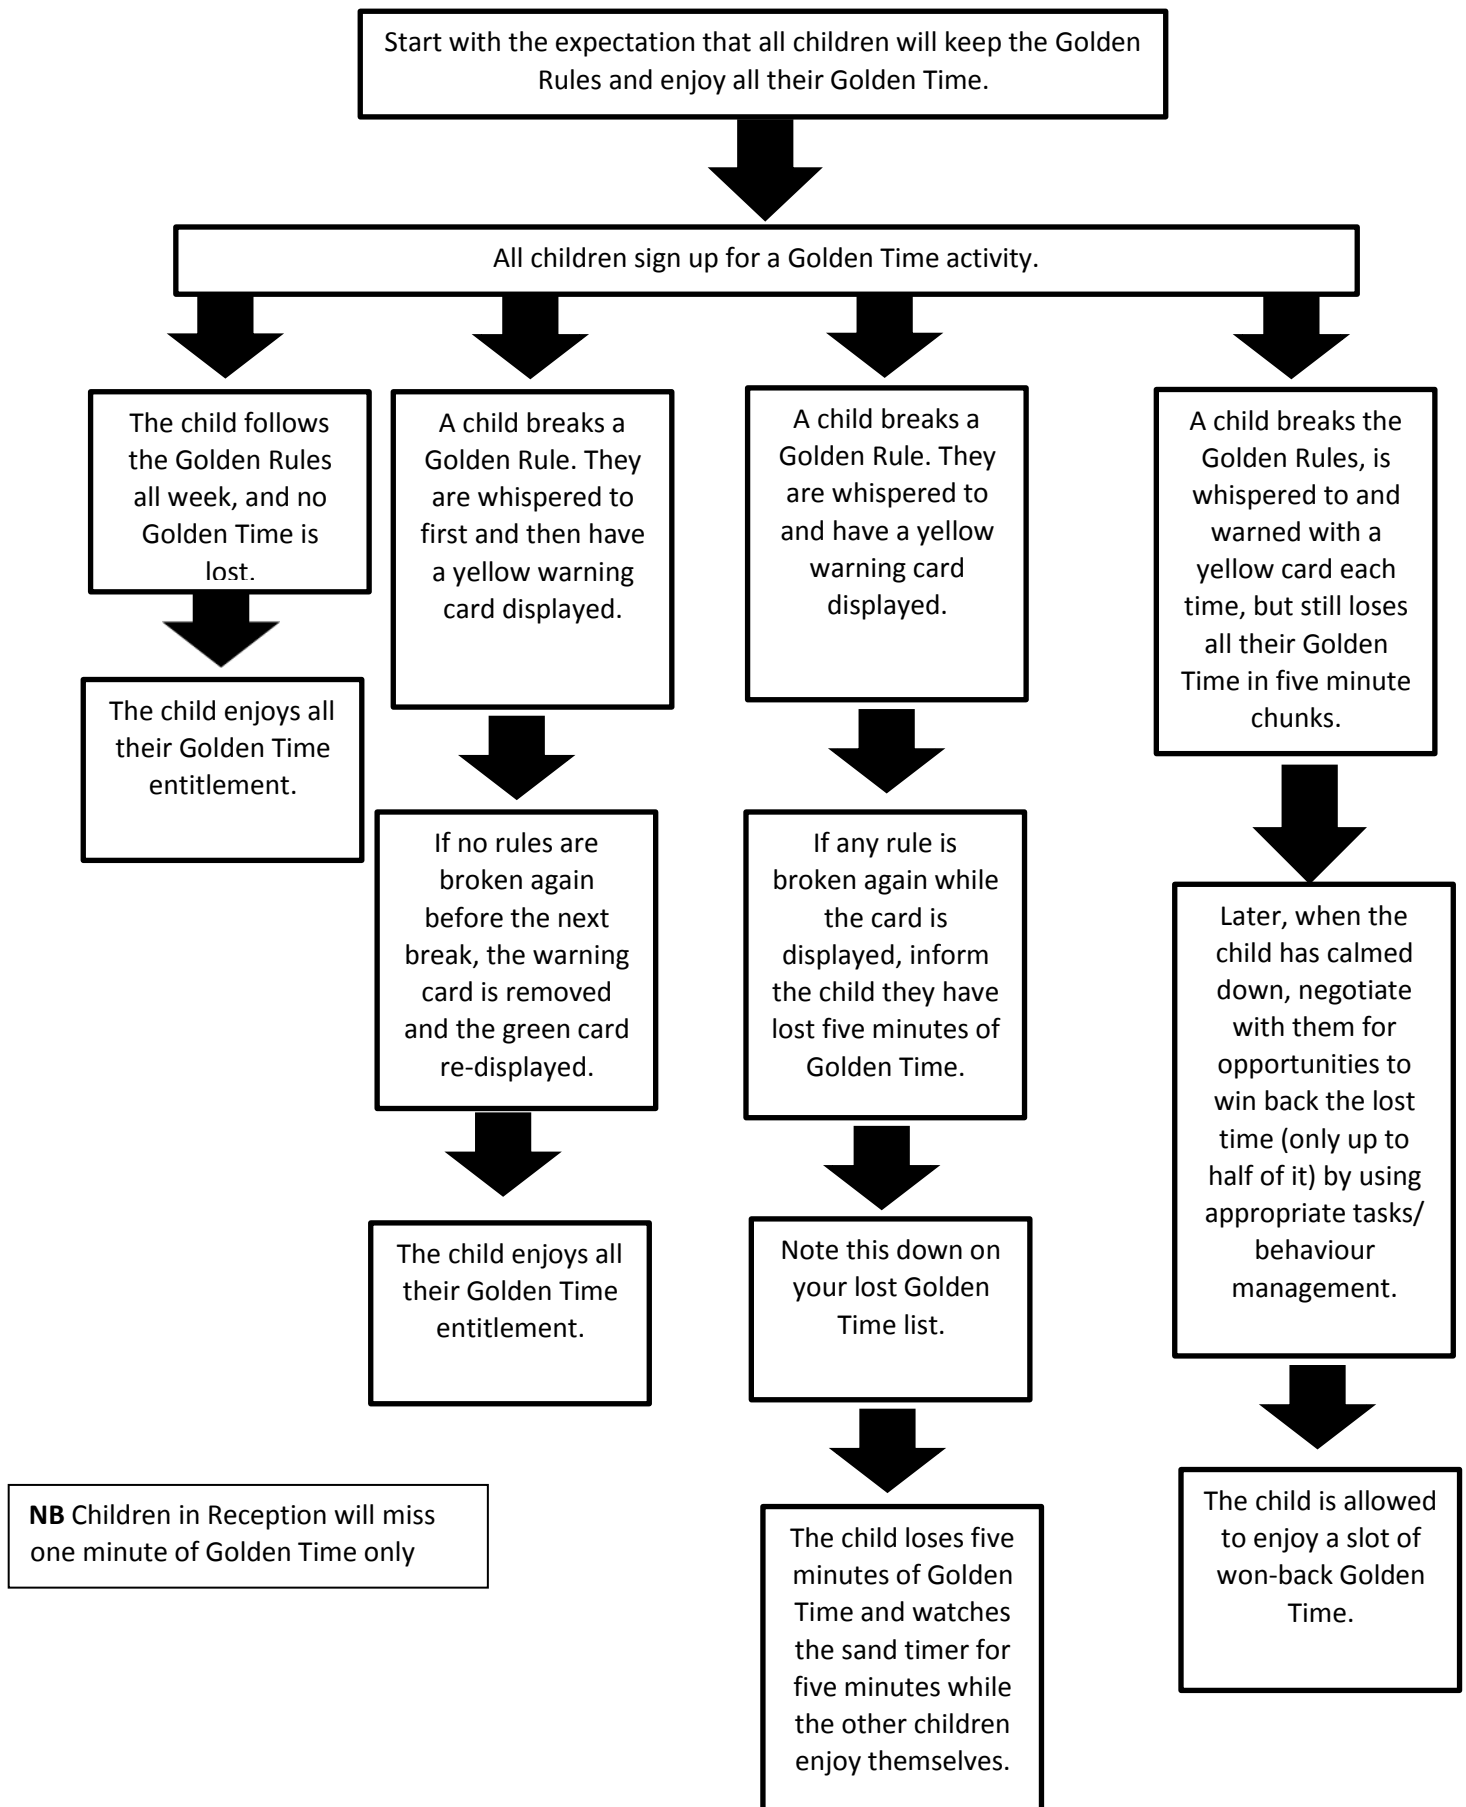 Start with the expectation that all children will keep the Golden
Rules and enjoy all their Golden Time.
All children sign up for a Golden Time activity.
The child follows
the Golden Rules
all week, and no
Golden Time is
lost.
The child enjoys all
their Golden Time
entitlement.
A child breaks a
Golden Rule. They
are whispered to
first and then have
a yellow warning
card displayed.
If no rules are
broken again
before the next
break, the warning
card is removed
and the green card
re-displayed.
The child enjoys all
their Golden Time
entitlement.
A child breaks a
Golden Rule. They
are whispered to
and have a yellow
warning card
displayed.
If any rule is
broken again while
the card is
displayed, inform
the child they have
lost five minutes of
Golden Time.
Note this down on
your lost Golden
Time list.
The child loses five
minutes of Golden
Time and watches
the sand timer for
five minutes while
the other children
enjoy themselves.
A child breaks the
Golden Rules, is
whispered to and
warned with a
yellow card each
time, but still loses
all their Golden
Time in five minute
chunks.
Later, when the
child has calmed
down, negotiate
with them for
opportunities to
win back the lost
time (only up to
half of it) by using
appropriate tasks/
behaviour
management.
The child is allowed
to enjoy a slot of
won-back Golden
Time.
NB Children in Reception will miss
one minute of Golden Time only